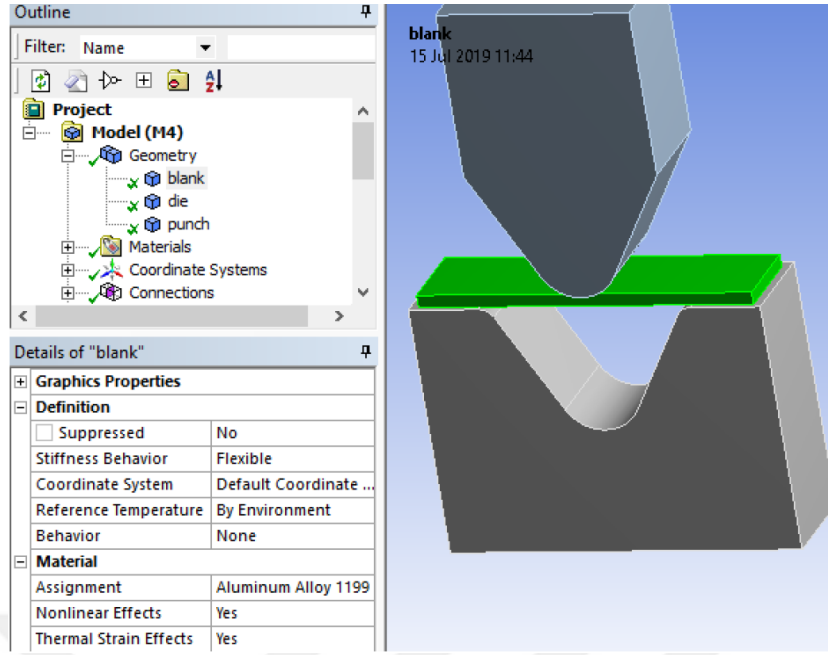 Outline
Filter: Name
Project
Model (M4)
Geometry
blank
die
punch
Materials
Coordinate Systems
Connections
Details of "blank"
Graphics Properties
Definition
Suppressed No
Stiffness Behavior Flexible
Coordinate System Default Coordinate ...
Reference Temperature By Environment
Behavior None
Material
Assignment Aluminum Alloy 1199
Nonlinear Effects Yes
Thermal Strain Effects Yes
blank
15 Jul 2019 11:44